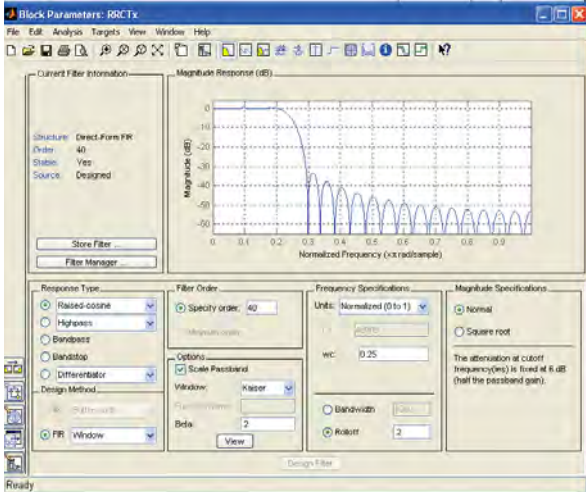 Block Parameters: RRCTx
File Edit Analysis Targets View Window Help
Current Filter Information
Structure: Direct-Form FIR
Order: 40
Stable: Yes
Source: Designed
Store Filter ...
Filter Manager ...
Magnitude Response (dB)
Magnitude (dB)
0
-10
-20
-30
-40
-50
-60
0 0.1 0.2 0.3 0.4 0.5 0.6 0.7 0.8 0.9
Normalized Frequency (×π rad/sample)
Response Type
Raised-cosine
Highpass
Bandpass
Bandstop
Differentiator
Design Method
FIR Window
Filter Order
Specify order: 40
Minimum order
Options
Scale Passband
Window: Kaiser
Beta: 2
View
Frequency Specifications
Units: Normalized (0 to 1)
wc: 0.25
Bandwidth
Rolloff .2
Magnitude Specifications
Normal
Square root
The attenuation at cutoff
frequency(ies) is fixed at 6 dB
(half the passband gain).
Design Filter
Ready